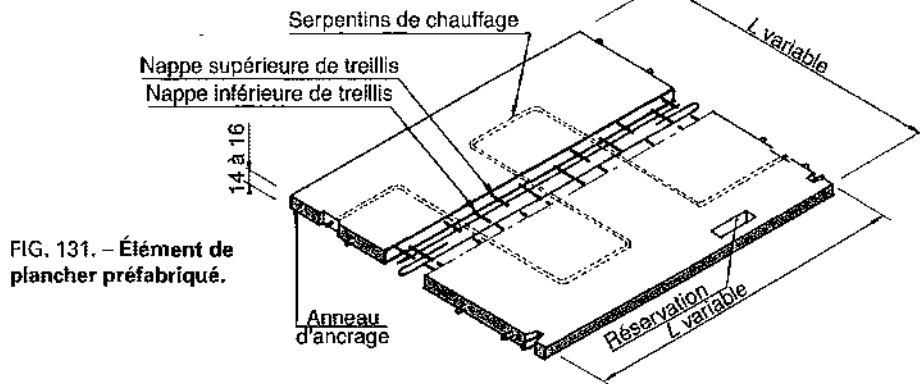 Serpentins de chauffage
L variable
Nappe supérieure de treillis
Nappe inférieure de treillis
14 à 16
FIG. 131. – Élément de
plancher préfabriqué.
Anneau
d'ancrage
Réservation
L variable